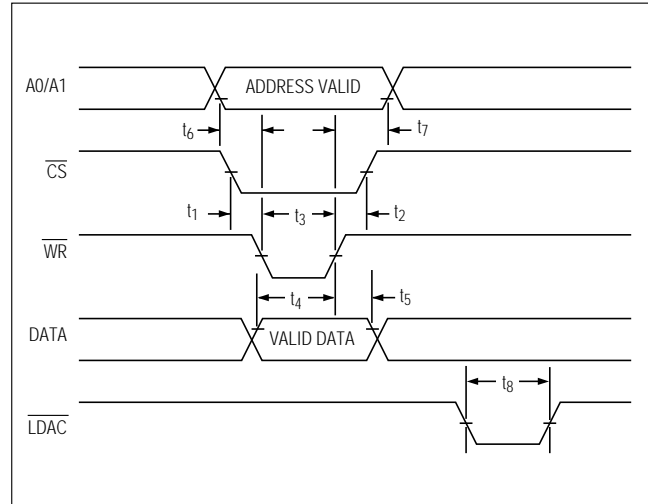 A0/A1
ADDRESS VALID
t6
t7
CS
t1
t3
t2
WR
t4
t5
DATA
VALID DATA
t8
LDAC